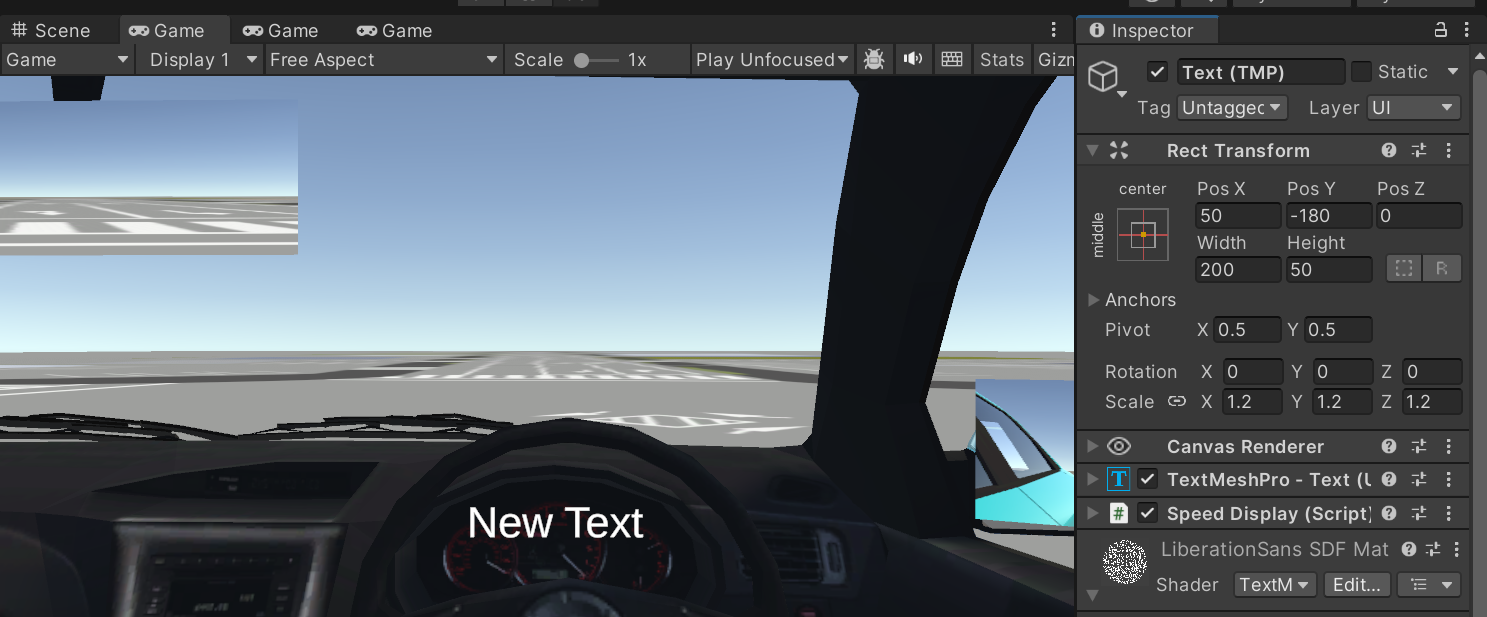 Scene Game Game Game
Game Display 1 Free Aspect Scale 1x Play Unfocused Stats Gizn
New Text
Inspector
Text (TMP) Static
Tag Untaggec Layer UI
Rect Transform
center Pos X Pos Y Pos Z
middle 50 -180 0
Width Height
200 50 R
Anchors
Pivot X 0.5 Y 0.5
Rotation X 0 Y 0 Z 0
Scale X 1.2 Y 1.2 Z 1.2
Canvas Renderer
T TextMeshPro - Text (U
# Speed Display (Script)
LiberationSans SDF Mat
Shader TextM Edit...